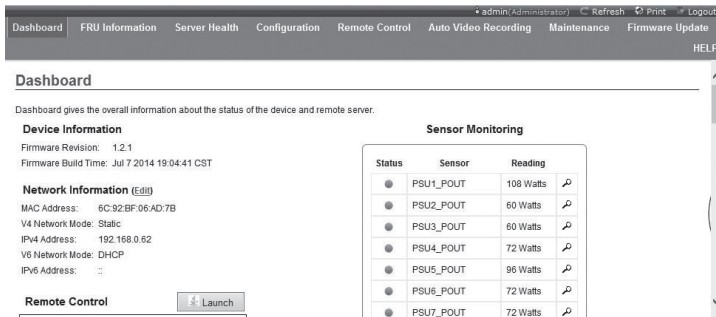 admin(Administrator) Refresh Print Logout
Dashboard FRU Information Server Health Configuration Remote Control Auto Video Recording Maintenance Firmware Update
HELP
Dashboard
Dashboard gives the overall information about the status of the device and remote server.
Device Information
Firmware Revision: 1.2.1
Firmware Build Time: Jul 7 2014 19:04:41 CST
Network Information (Edit)
MAC Address: 6C:92:BF:06:AD:7B
V4 Network Mode: Static
IPv4 Address: 192.168.0.62
V6 Network Mode: DHCP
IPv6 Address: ::
Remote Control Launch
Sensor Monitoring
Status Sensor Reading
PSU1_POUT 108 Watts
PSU2_POUT 60 Watts
PSU3_POUT 60 Watts
PSU4_POUT 72 Watts
PSU5_POUT 96 Watts
PSU6_POUT 72 Watts
PSU7_POUT 72 Watts